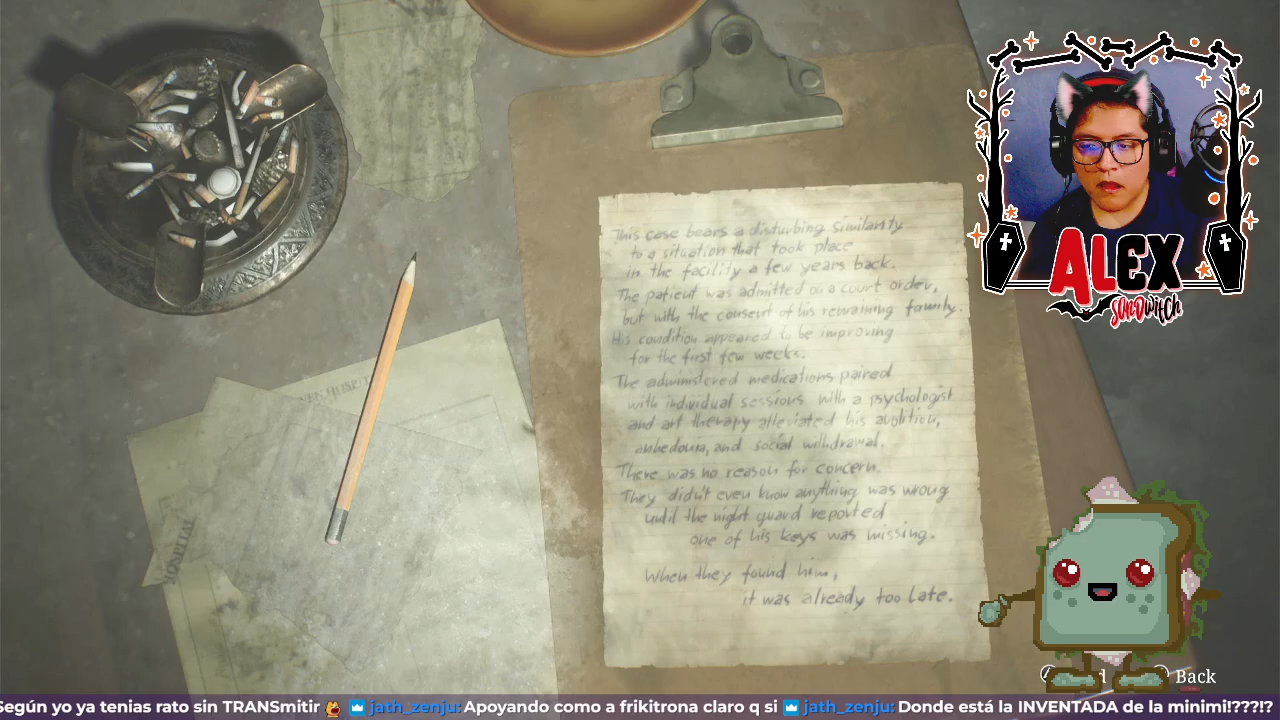 This case bears a disturbing similarity
to a situation that took place
in the facility a few years back.
The patient was admitted on a court order,
but with the consent of his remaining family.
His condition appeared to be improving
for the first few weeks.
The administered medications paired
with individual sessions with a psychologist
and art therapy alleviated his avolition,
anhedonia, and social withdrawal.
There was no reason for concern.
They didn't even know anything was wrong
until the night guard reported
one of his keys was missing.
When they found him,
it was already too late.
HOSPITAL
ALEX
SANDWITCH
Back
Según yo ya tenias rato sin TRANSmitir jath_zenju: Apoyando como a frikitrona claro q si jath_zenju: Donde está la INVENTADA de la minimi!???!?